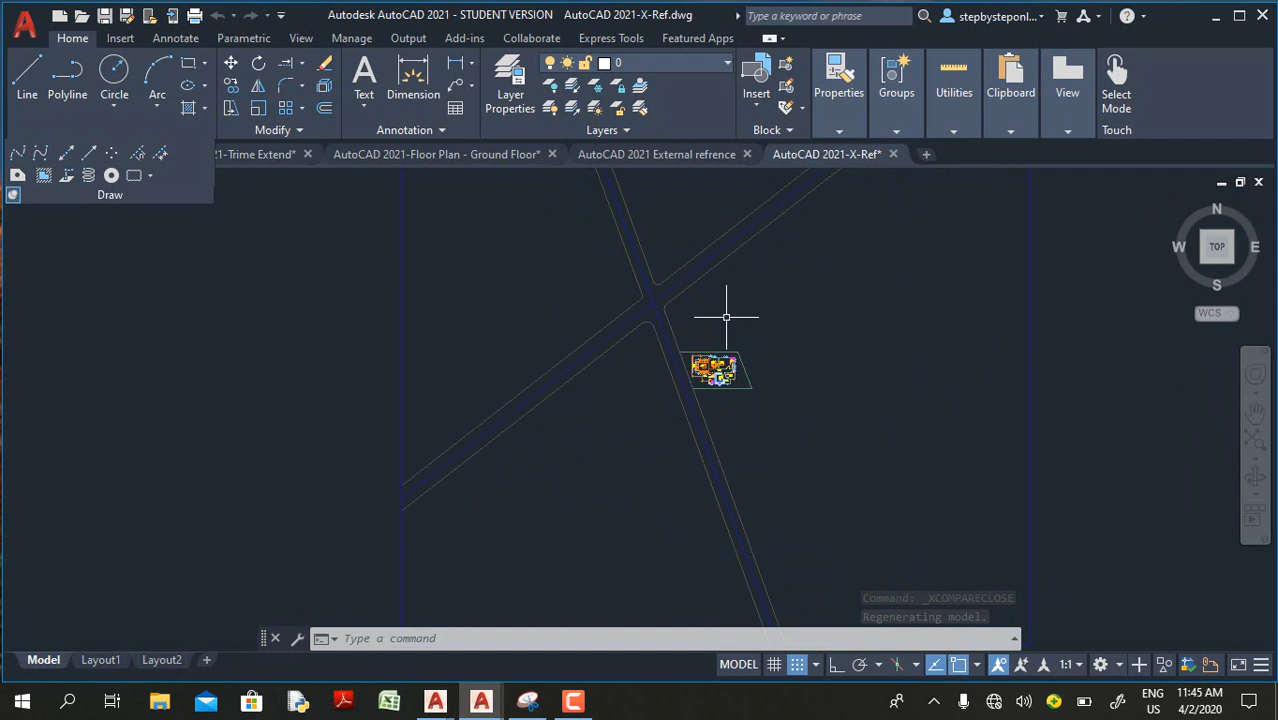 Autodesk AutoCAD 2021 - STUDENT VERSION AutoCAD 2021-X-Ref.dwg
Type a keyword or phrase
stepbysteponl...
Home Insert Annotate Parametric View Manage Output Add-ins Collaborate Express Tools Featured Apps
0
Line Polyline Circle Arc
Text Dimension
Layer Properties
Insert
Properties Groups Utilities Clipboard View
Select Mode
Modify Annotation Layers Block Touch
21-Trime Extend* AutoCAD 2021-Floor Plan - Ground Floor* AutoCAD 2021 External refrence AutoCAD 2021-X-Ref*
Draw
N
W TOP E
S
WCS
Command: _XCOMPARECLOSE
Regenerating model.
Type a command
Model Layout1 Layout2
MODEL 1:1
ENG 11:45 AM
US 4/2/2020